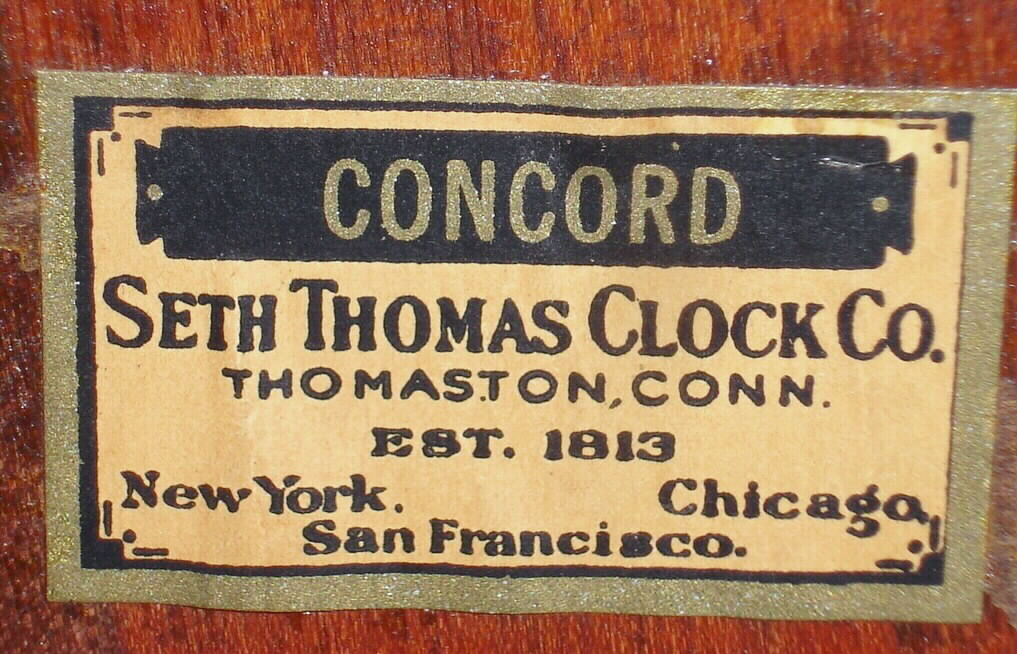 CONCORD
SETH THOMAS CLOCK CO.
THOMASTON, CONN.
EST. 1813
New York. Chicago,
San Francisco.